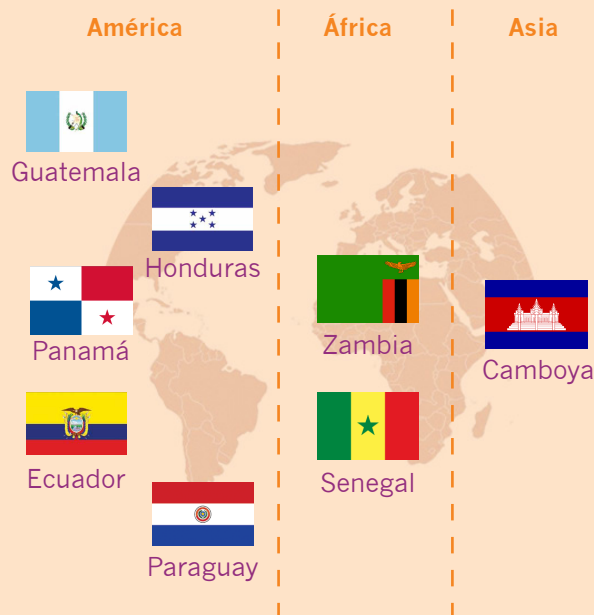 América
África
Asia
Guatemala
Honduras
Panamá
Ecuador
Paraguay
Zambia
Senegal
Camboya